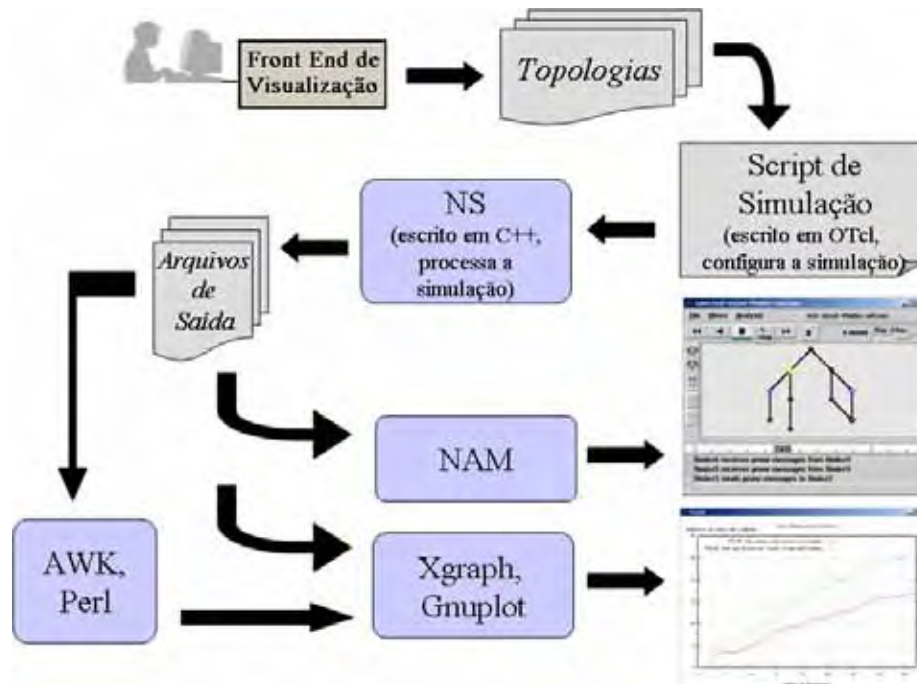 Front End de
Visualização
Topologias
Script de
Simulação
(escrito em OTcl,
configura a simulação)
NS
(escrito em C++,
processa a
simulação)
Arquivos
de
Saída
NAM
AWK,
Perl
Xgraph,
Gnuplot